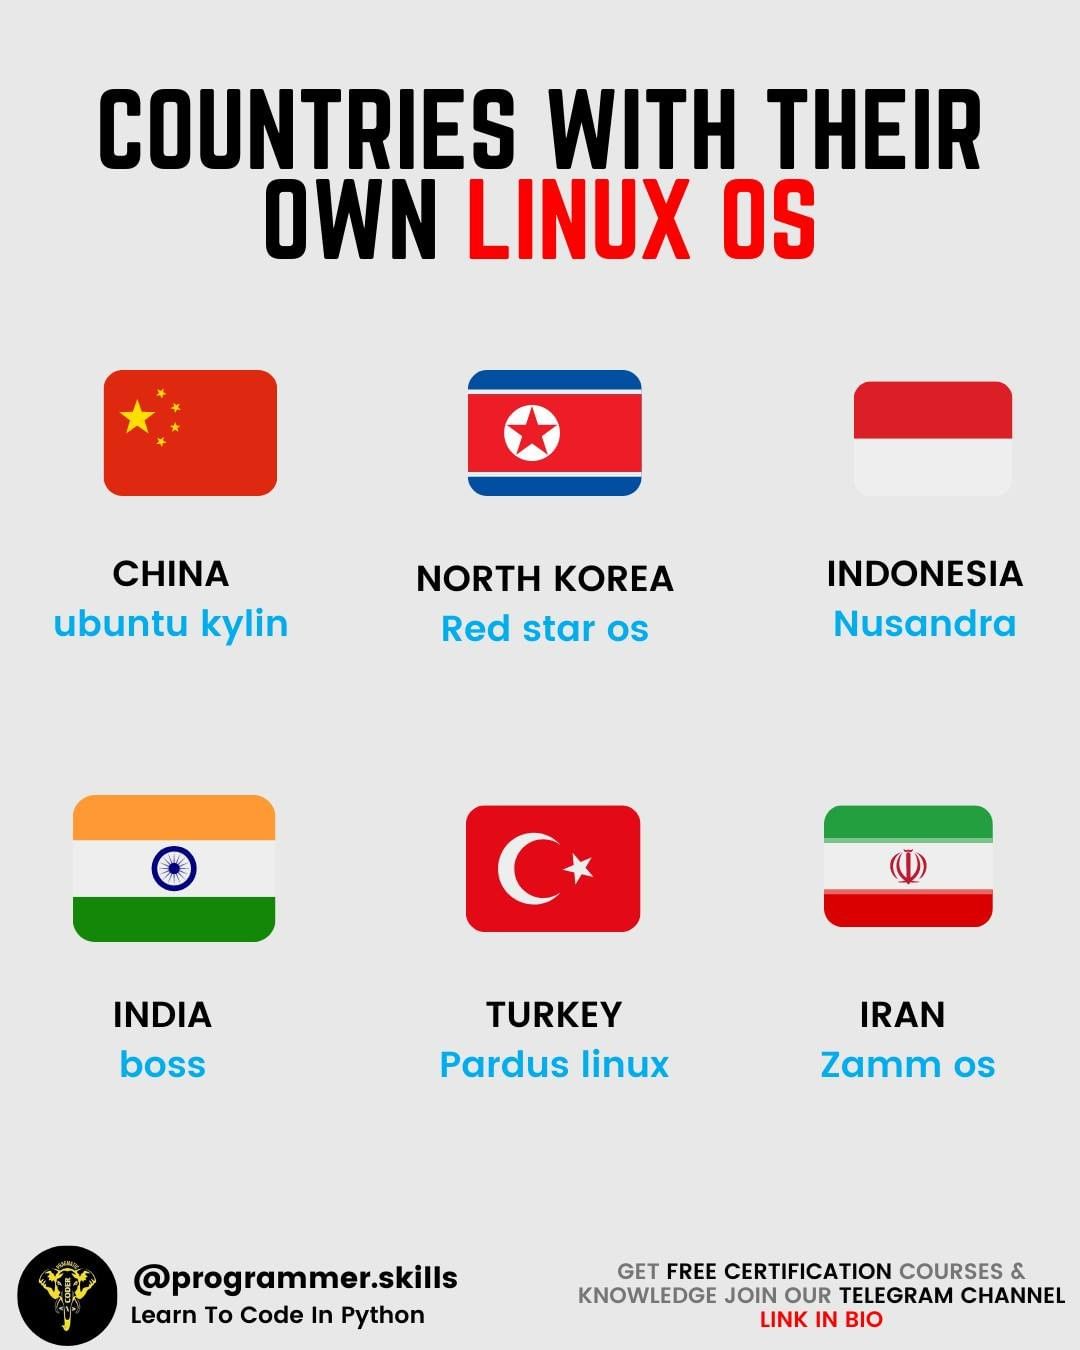 COUNTRIES WITH THEIR
OWN LINUX OS
CHINA
ubuntu kylin
NORTH KOREA
Red star os
INDONESIA
Nusandra
INDIA
boss
TURKEY
Pardus linux
IRAN
Zamm os
CODER
@programmer.skills
Learn To Code In Python
GET FREE CERTIFICATION COURSES &
KNOWLEDGE JOIN OUR TELEGRAM CHANNEL
LINK IN BIO